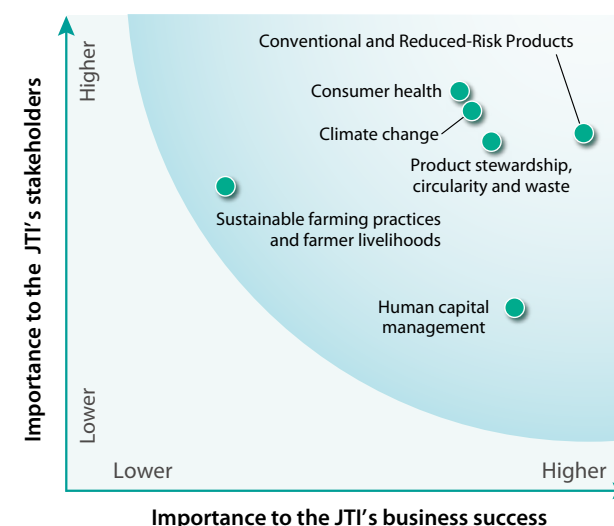 Conventional and Reduced-Risk Products
Higher
Consumer health
Climate change
Product stewardship,
circularity and waste
Importance to the JTI's stakeholders
Sustainable farming practices
and farmer livelihoods
Human capital
management
Lower
Lower
Higher
Importance to the JTI's business success